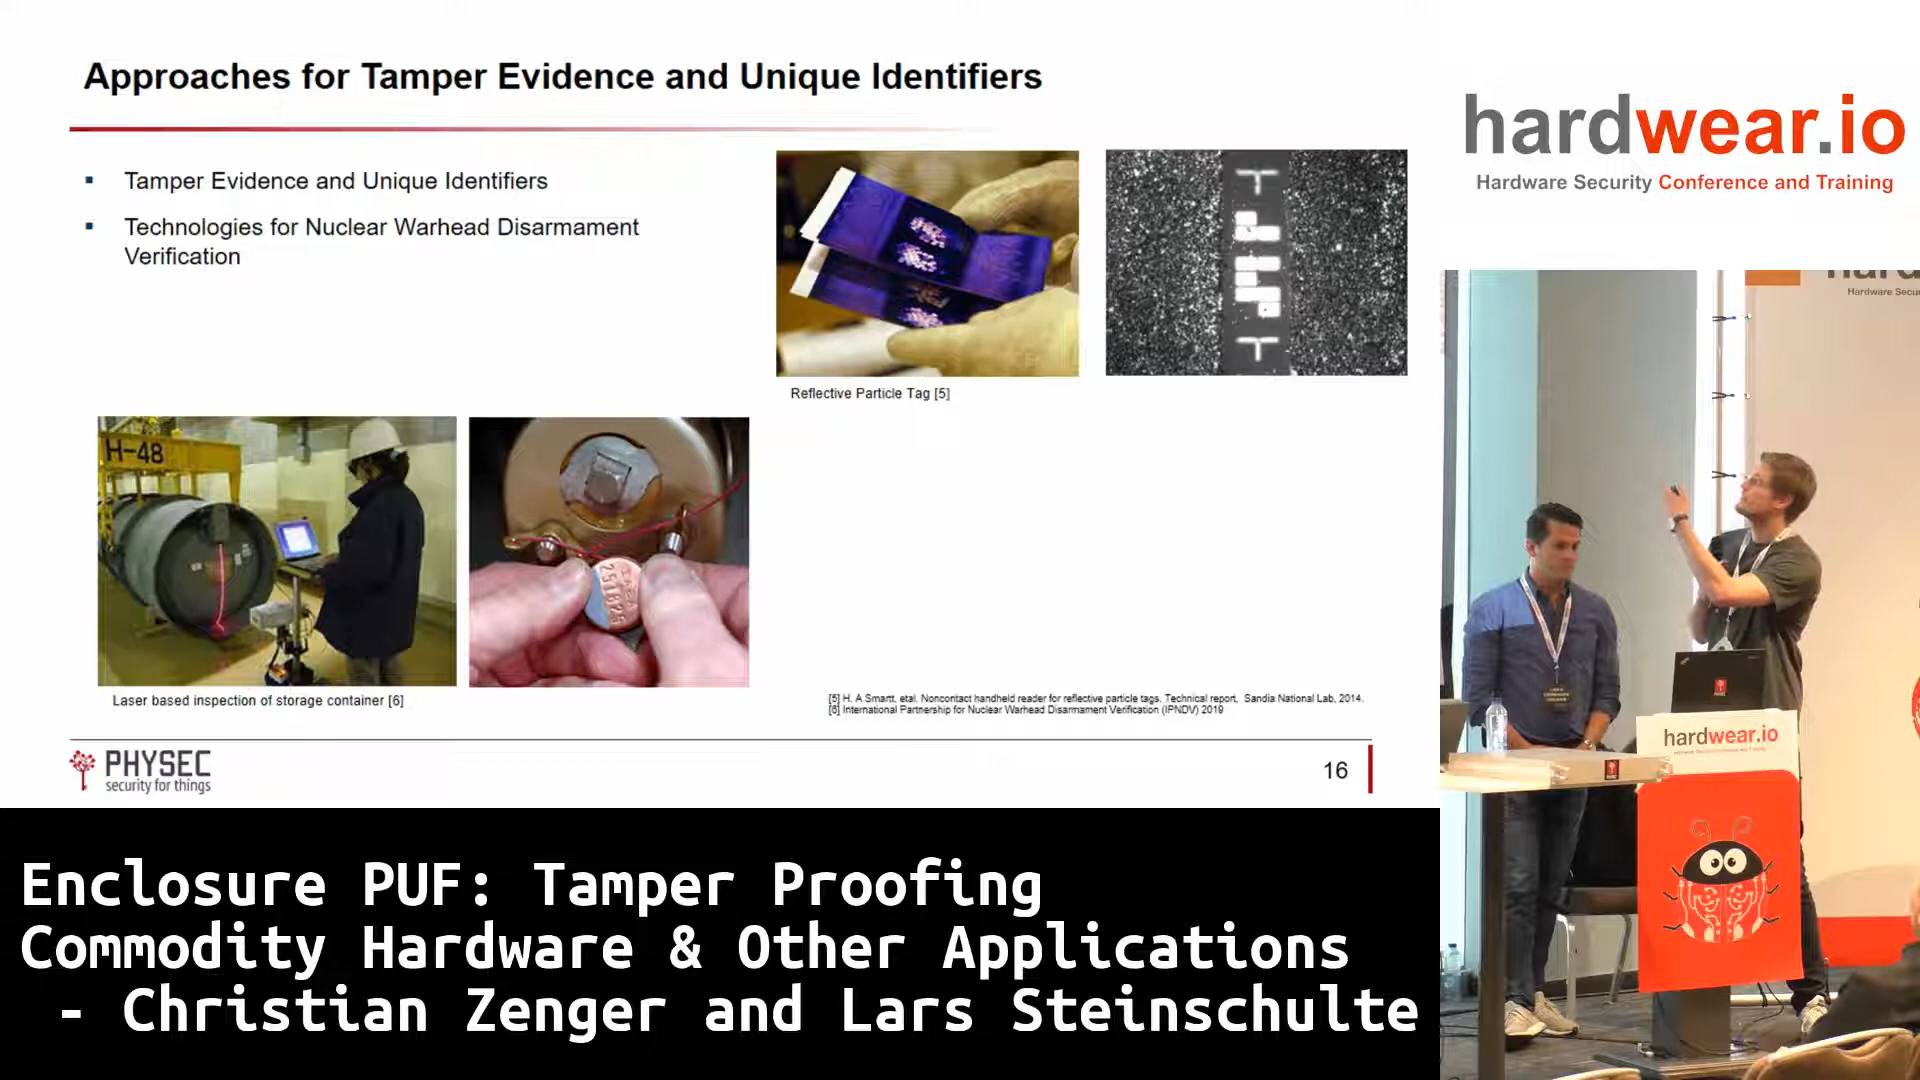 Approaches for Tamper Evidence and Unique Identifiers
Tamper Evidence and Unique Identifiers
Technologies for Nuclear Warhead Disarmament
Verification
Reflective Particle Tag [5]
H-48
Laser based inspection of storage container [6]
[5] H. A Smartt, etal. Noncontact handheld reader for reflective particle tags. Technical report, Sandia National Lab, 2014.
[6] International Partnership for Nuclear Warhead Disarmament Verification (IPNDV) 2019
PHYSEC
security for things
16
hardwear.io
Hardware Security Conference and Training
hardwear.io
Enclosure PUF: Tamper Proofing
Commodity Hardware & Other Applications
- Christian Zenger and Lars Steinschulte